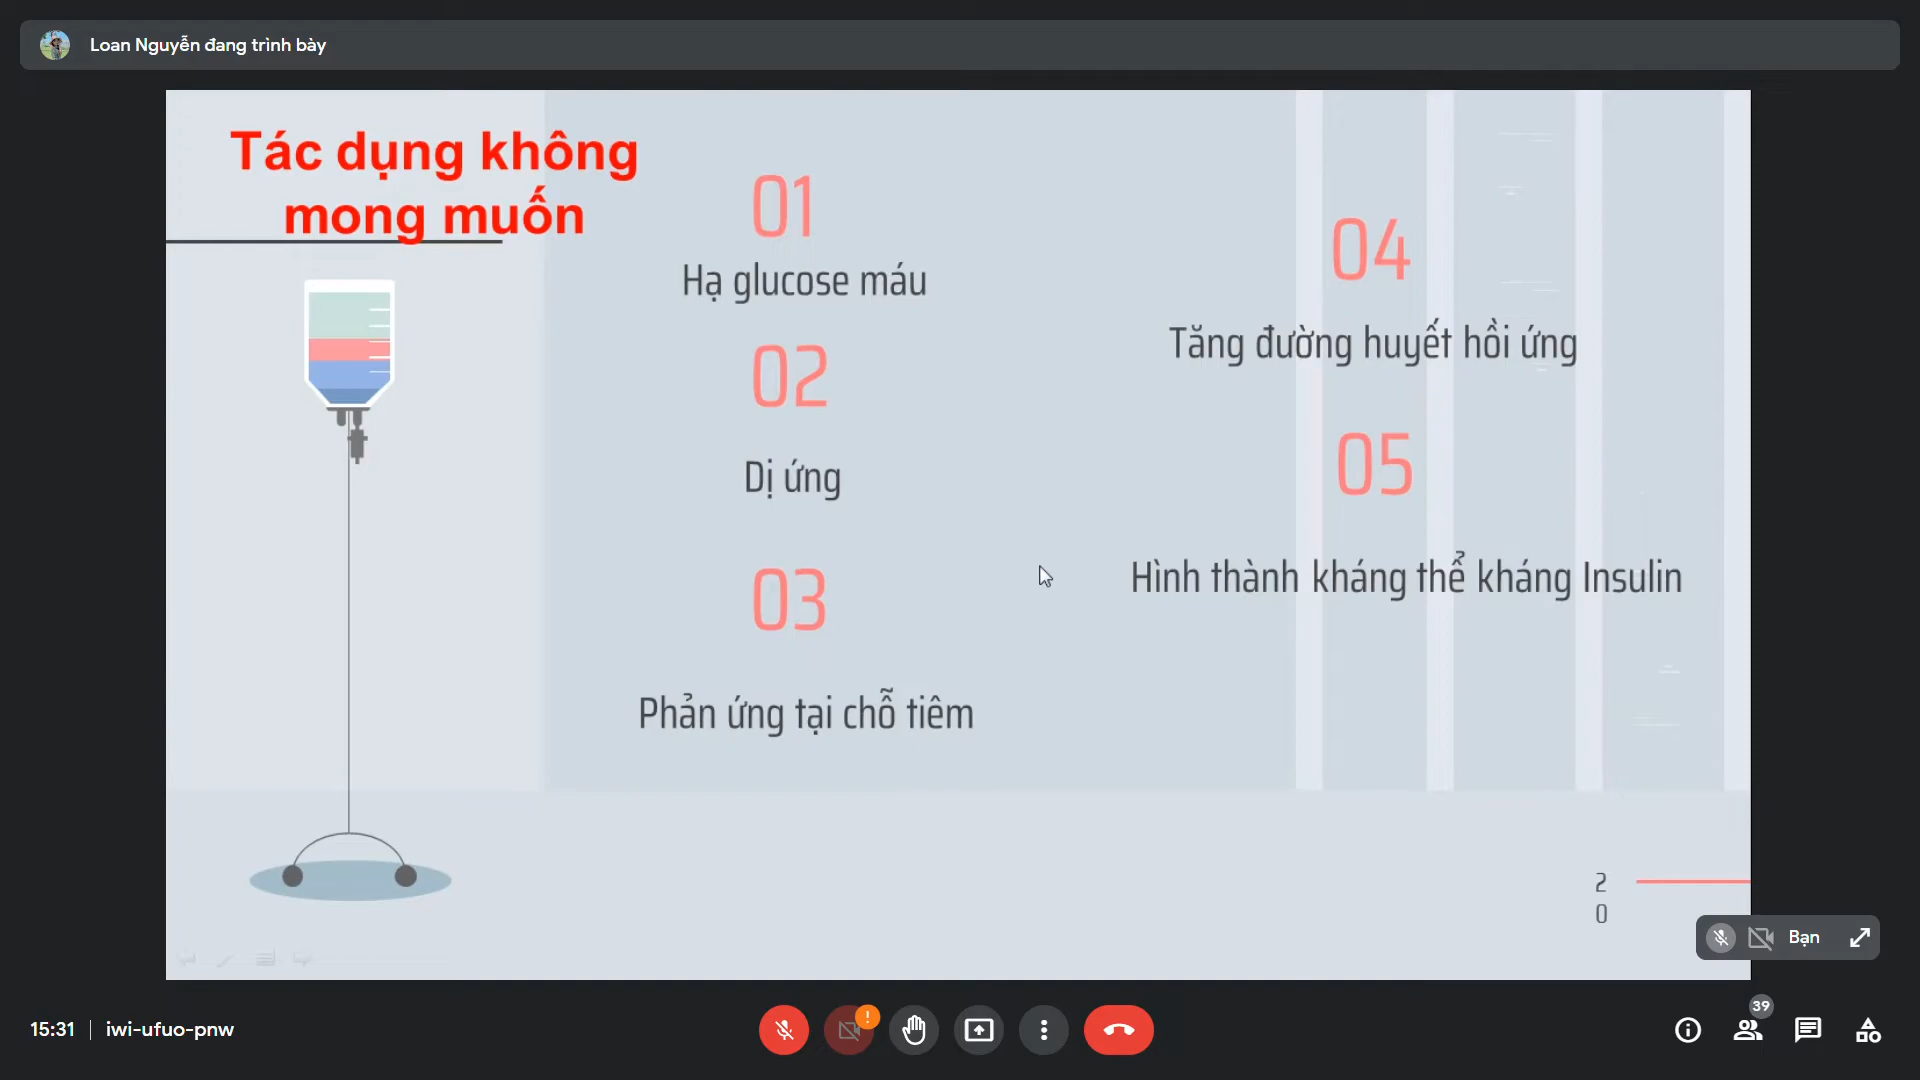 Loan Nguyễn đang trình bày
Tác dụng không
mong muốn
01
Hạ glucose máu
02
Dị ứng
03
Phản ứng tại chỗ tiêm
04
Tăng đường huyết hồi ứng
05
Hình thành kháng thể kháng Insulin
2
0
Bạn
15:31
iwi-ufuo-pnw
!
39